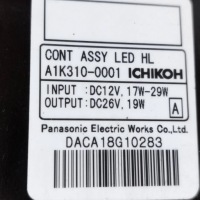 CONT ASSY LED HL
A1K310-0001 ICHIKOH
INPUT :DC12V, 17W-29W
OUTPUT:DC26V, 19W
A
Panasonic Electric Works Co.,Ltd.
DACA18G10283